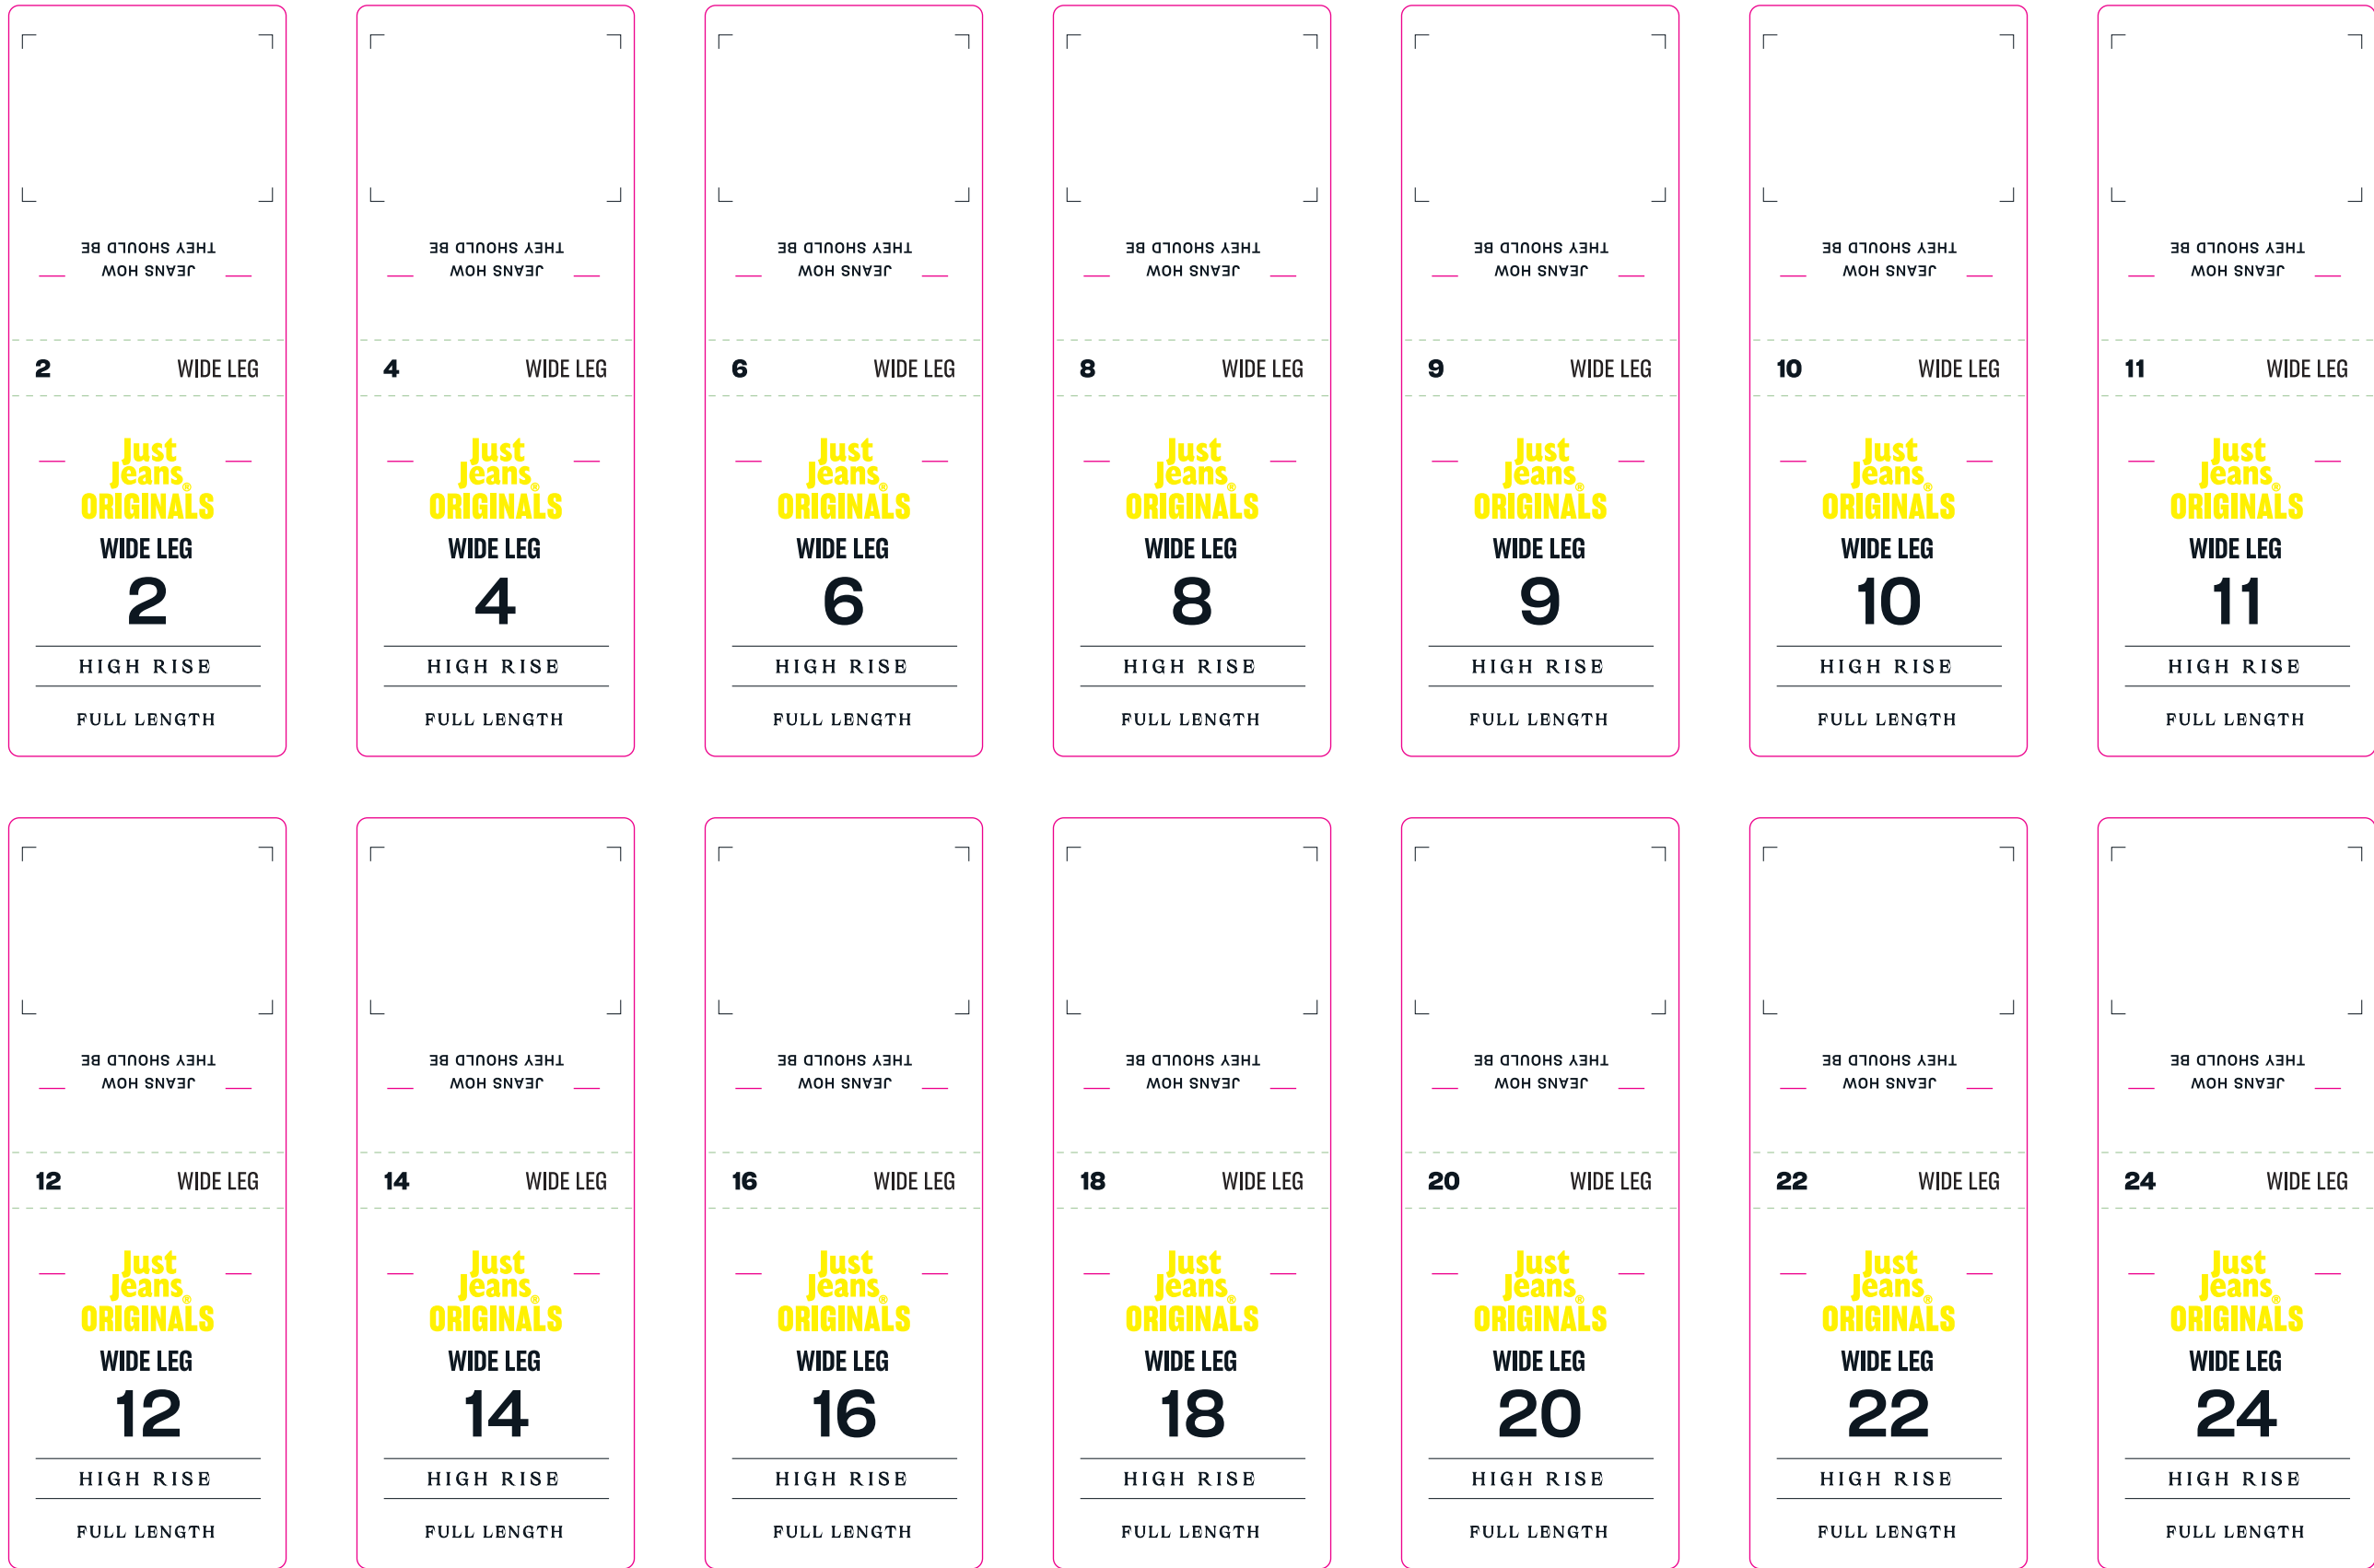 JEANS HOW
THEY SHOULD BE
2 WIDE LEG
Just
Jeans®
ORIGINALS
WIDE LEG
2
HIGH RISE
FULL LENGTH
JEANS HOW
THEY SHOULD BE
4 WIDE LEG
Just
Jeans®
ORIGINALS
WIDE LEG
4
HIGH RISE
FULL LENGTH
JEANS HOW
THEY SHOULD BE
6 WIDE LEG
Just
Jeans®
ORIGINALS
WIDE LEG
6
HIGH RISE
FULL LENGTH
JEANS HOW
THEY SHOULD BE
8 WIDE LEG
Just
Jeans®
ORIGINALS
WIDE LEG
8
HIGH RISE
FULL LENGTH
JEANS HOW
THEY SHOULD BE
9 WIDE LEG
Just
Jeans®
ORIGINALS
WIDE LEG
9
HIGH RISE
FULL LENGTH
JEANS HOW
THEY SHOULD BE
10 WIDE LEG
Just
Jeans®
ORIGINALS
WIDE LEG
10
HIGH RISE
FULL LENGTH
JEANS HOW
THEY SHOULD BE
11 WIDE LEG
Just
Jeans®
ORIGINALS
WIDE LEG
11
HIGH RISE
FULL LENGTH
JEANS HOW
THEY SHOULD BE
12 WIDE LEG
Just
Jeans®
ORIGINALS
WIDE LEG
12
HIGH RISE
FULL LENGTH
JEANS HOW
THEY SHOULD BE
14 WIDE LEG
Just
Jeans®
ORIGINALS
WIDE LEG
14
HIGH RISE
FULL LENGTH
JEANS HOW
THEY SHOULD BE
16 WIDE LEG
Just
Jeans®
ORIGINALS
WIDE LEG
16
HIGH RISE
FULL LENGTH
JEANS HOW
THEY SHOULD BE
18 WIDE LEG
Just
Jeans®
ORIGINALS
WIDE LEG
18
HIGH RISE
FULL LENGTH
JEANS HOW
THEY SHOULD BE
20 WIDE LEG
Just
Jeans®
ORIGINALS
WIDE LEG
20
HIGH RISE
FULL LENGTH
JEANS HOW
THEY SHOULD BE
22 WIDE LEG
Just
Jeans®
ORIGINALS
WIDE LEG
22
HIGH RISE
FULL LENGTH
JEANS HOW
THEY SHOULD BE
24 WIDE LEG
Just
Jeans®
ORIGINALS
WIDE LEG
24
HIGH RISE
FULL LENGTH